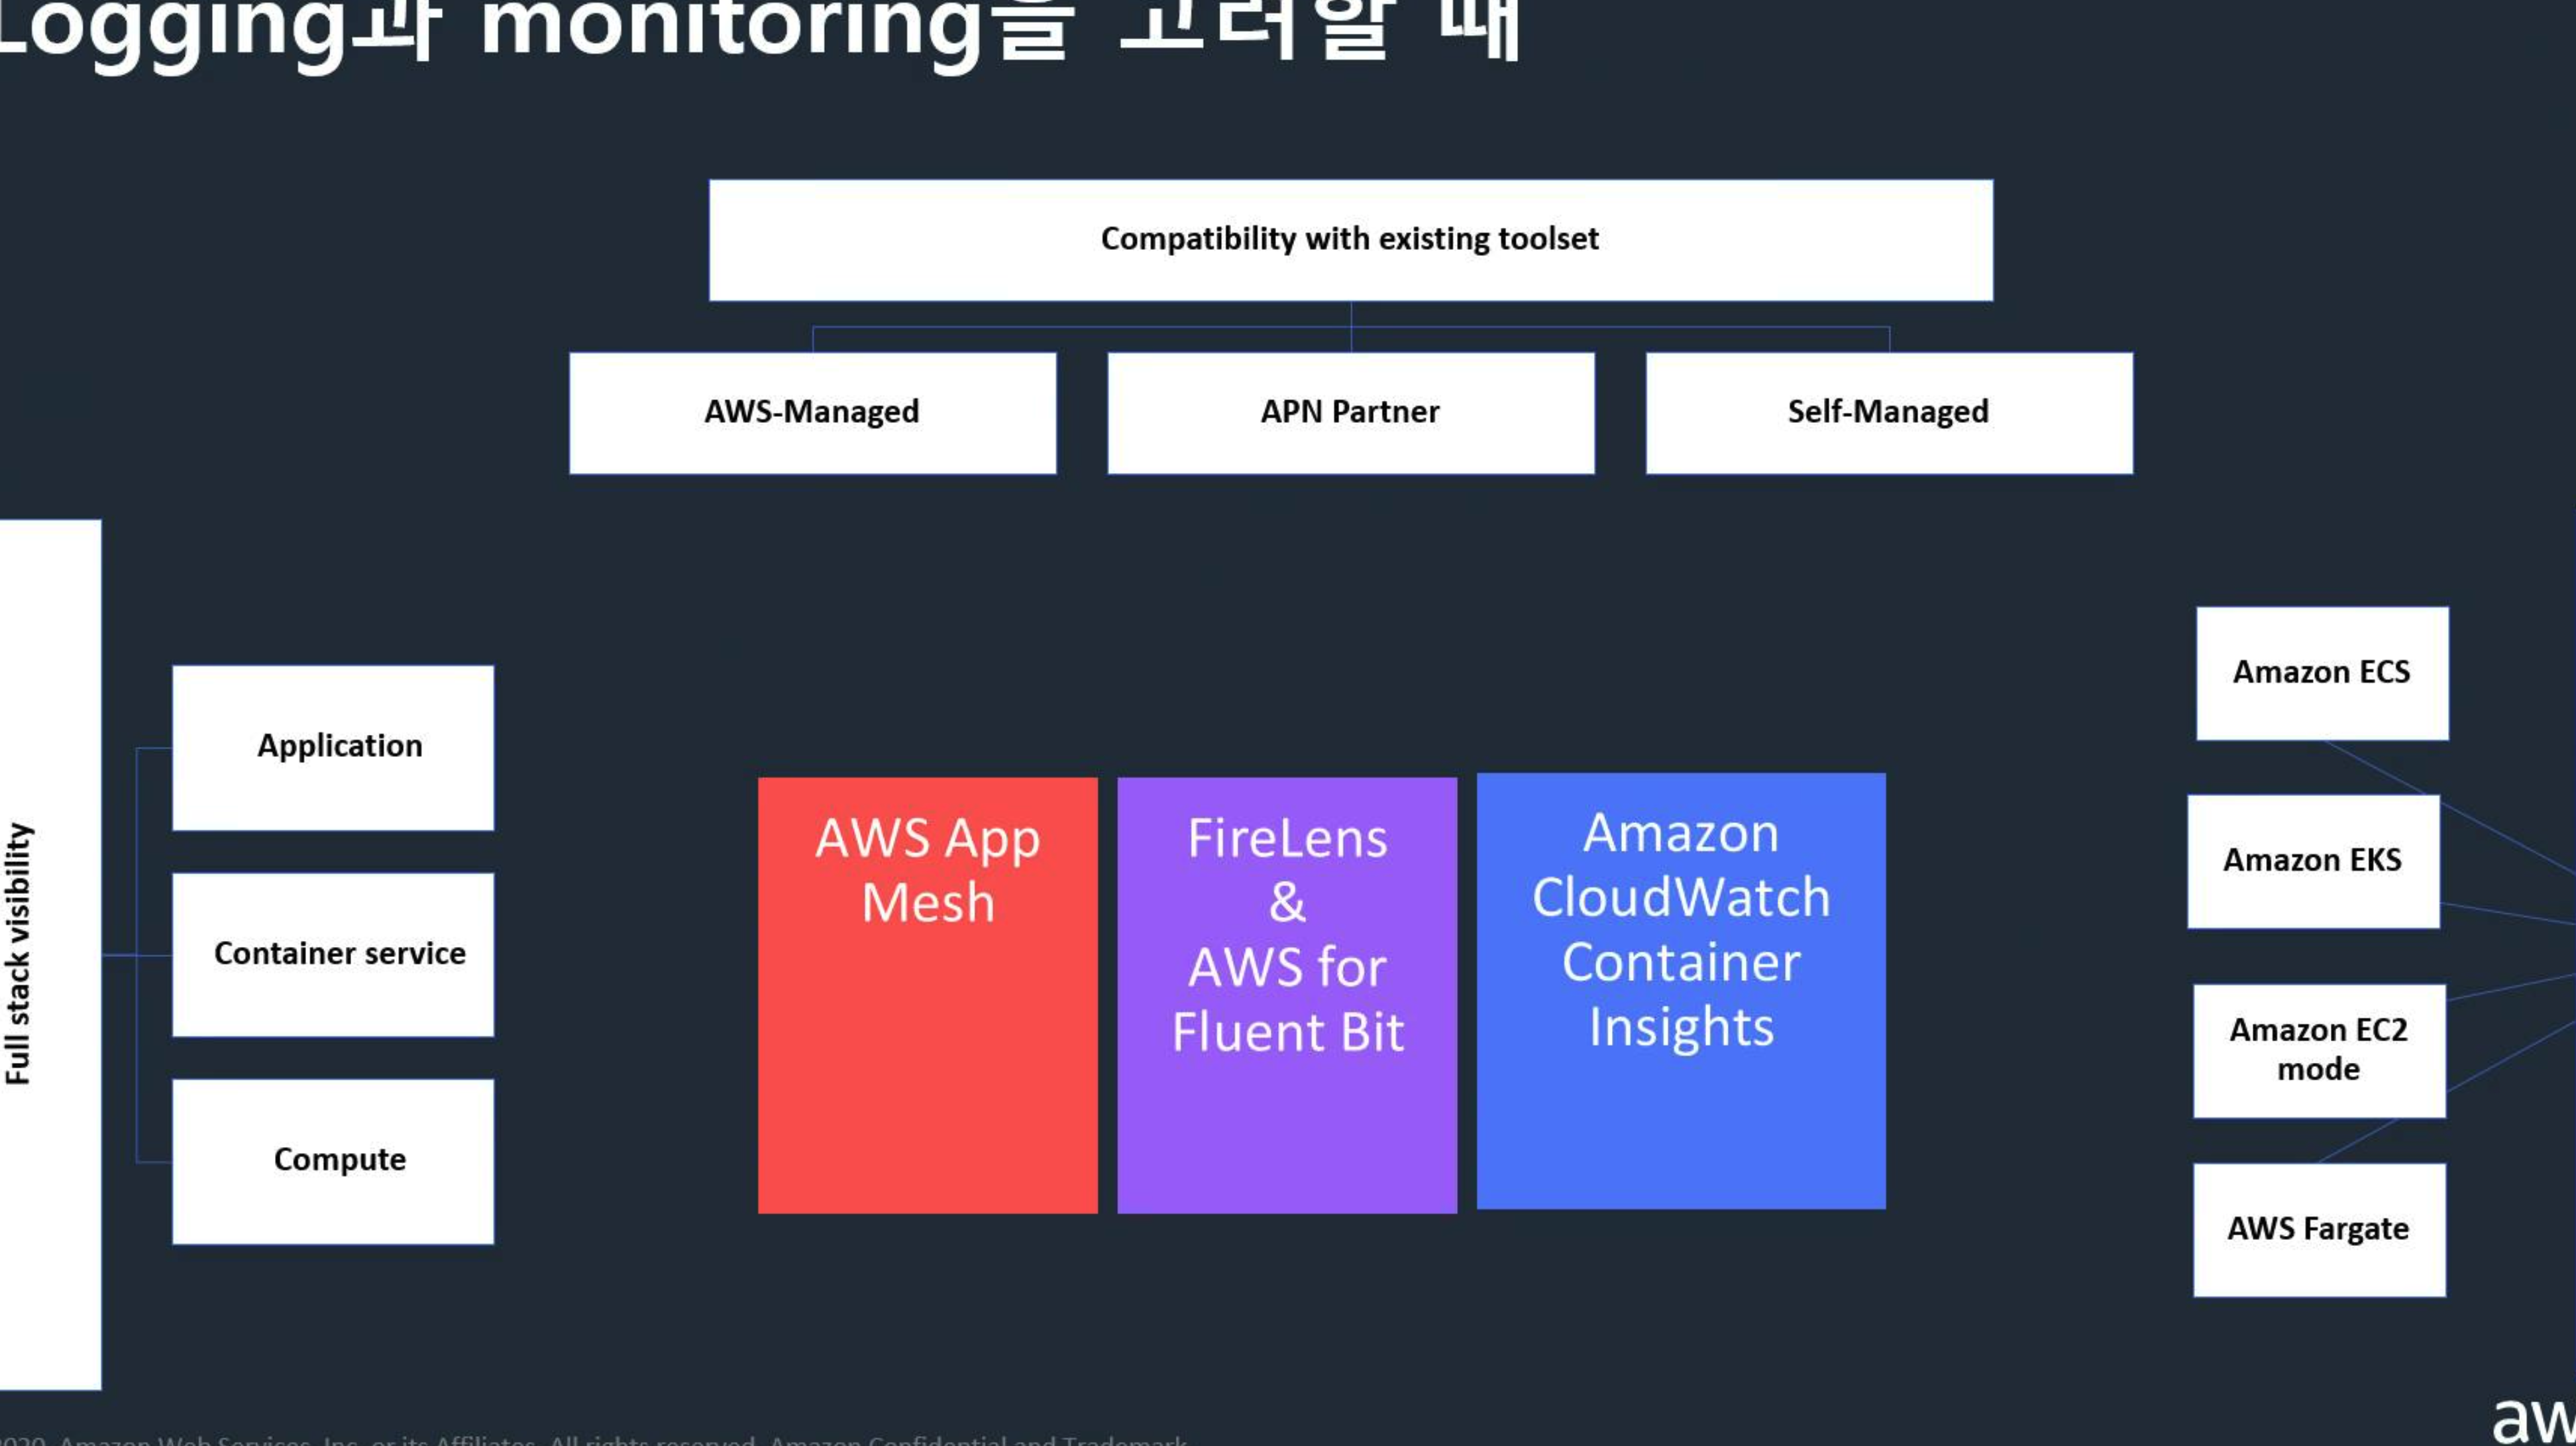 Logging과 monitoring을 고려할 때
Compatibility with existing toolset
AWS-Managed
APN Partner
Self-Managed
Full stack visibility
Application
Container service
Compute
AWS App
Mesh
FireLens
&
AWS for
Fluent Bit
Amazon
CloudWatch
Container
Insights
Amazon ECS
Amazon EKS
Amazon EC2
mode
AWS Fargate
2020, Amazon Web Services, Inc. or its Affiliates. All rights reserved. Amazon Confidential and Trademark
aw